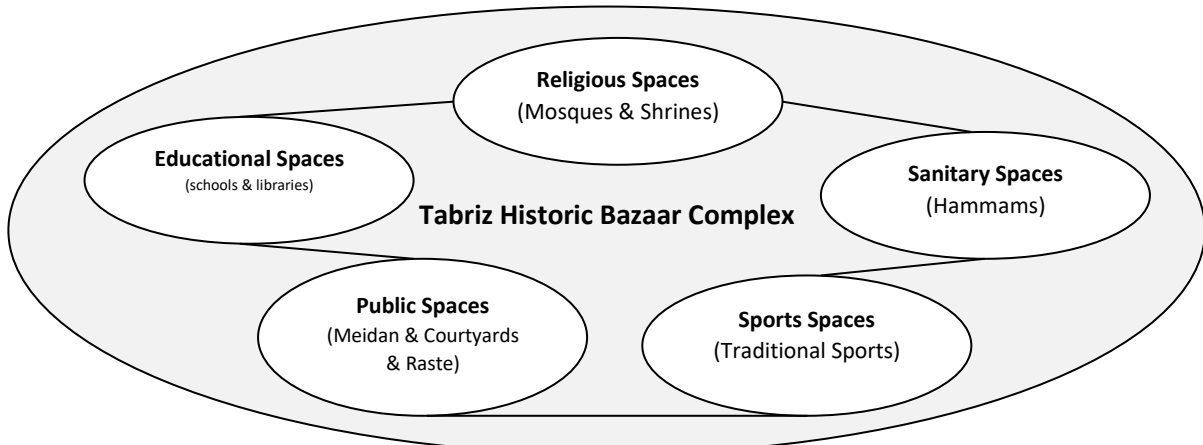 Religious Spaces
(Mosques & Shrines)
Educational Spaces
(schools & libraries)
Sanitary Spaces
(Hammams)
Tabriz Historic Bazaar Complex
Public Spaces
(Meidan & Courtyards
& Raste)
Sports Spaces
(Traditional Sports)